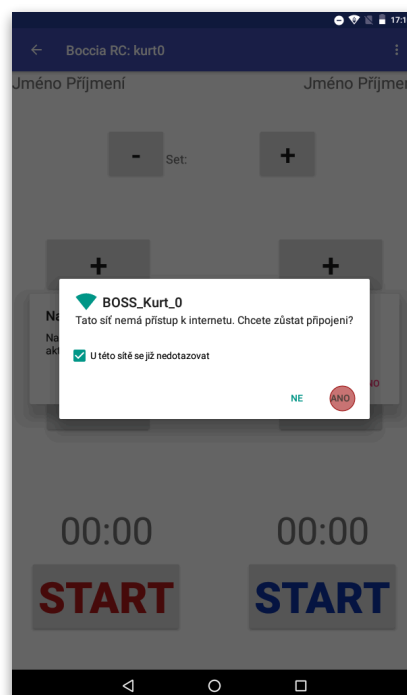 17:1
Boccia RC: kurt0
Jméno Příjmení Jméno Příjmer
- Set: +
+ +
BOSS_Kurt_0
Tato síť nemá přístup k internetu. Chcete zůstat připojeni?
U této sítě se již nedotazovat
NE ANO
00:00 00:00
START START